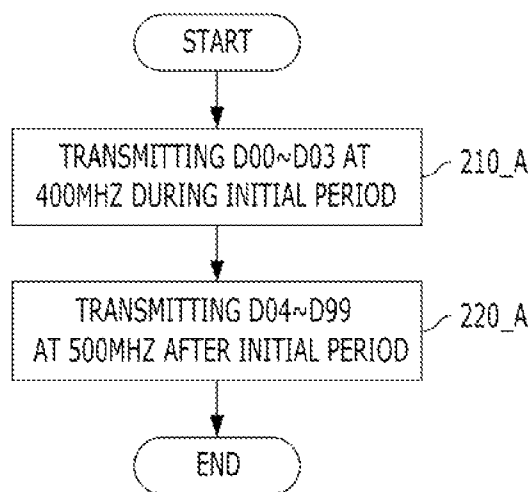 START
TRANSMITTING D00~D03 AT
400MHZ DURING INITIAL PERIOD
210_A
TRANSMITTING D04~D99
AT 500MHZ AFTER INITIAL PERIOD
220_A
END